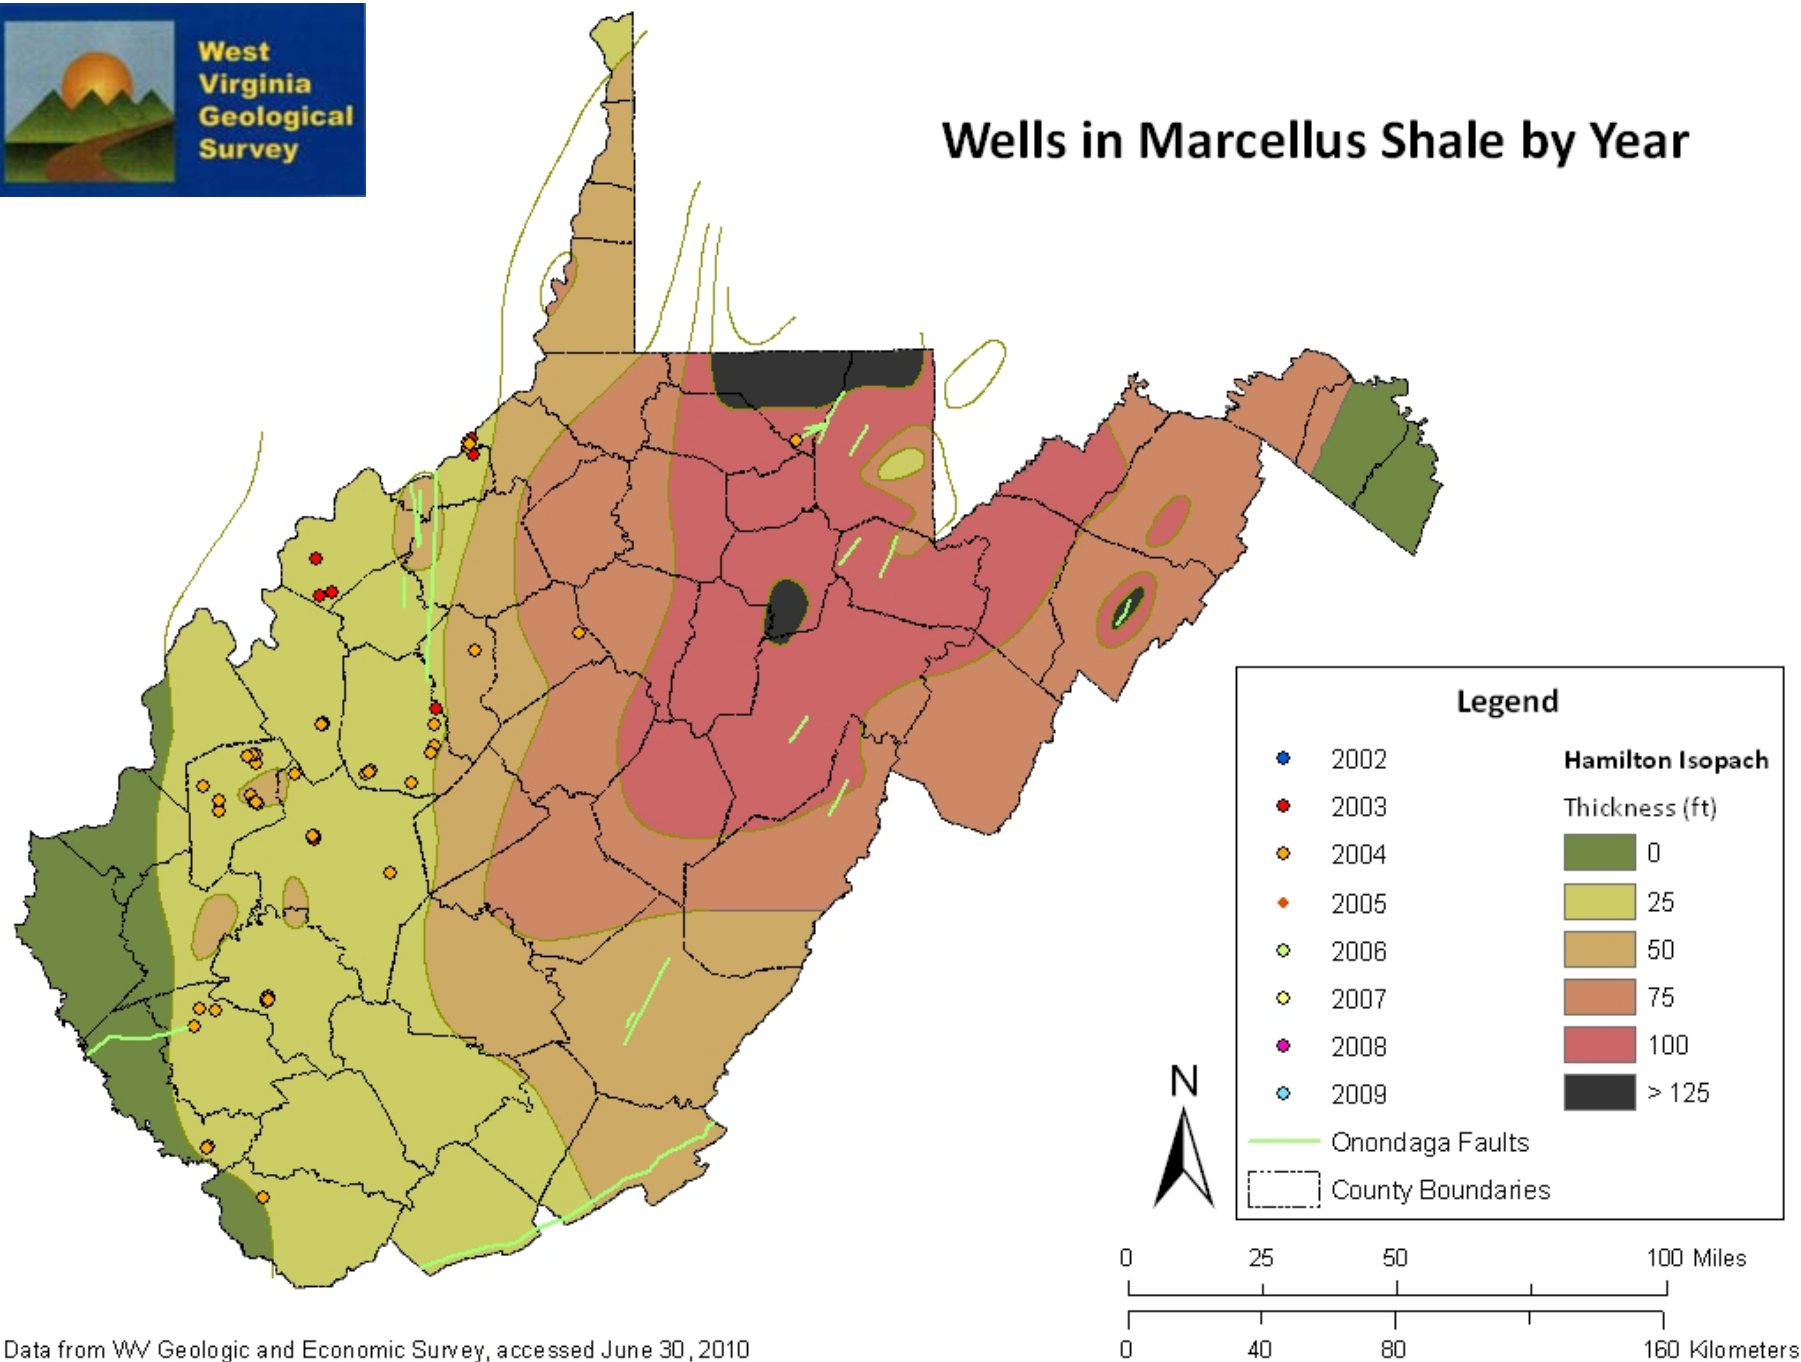 West
Virginia
Geological
Survey
Wells in Marcellus Shale by Year
Legend
2002
2003
2004
2005
2006
2007
2008
2009
Hamilton Isopach
Thickness (ft)
0
25
50
75
100
> 125
Onondaga Faults
County Boundaries
N
0 25 50 100 Miles
0 40 80 160 Kilometers
Data from WV Geologic and Economic Survey, accessed June 30, 2010